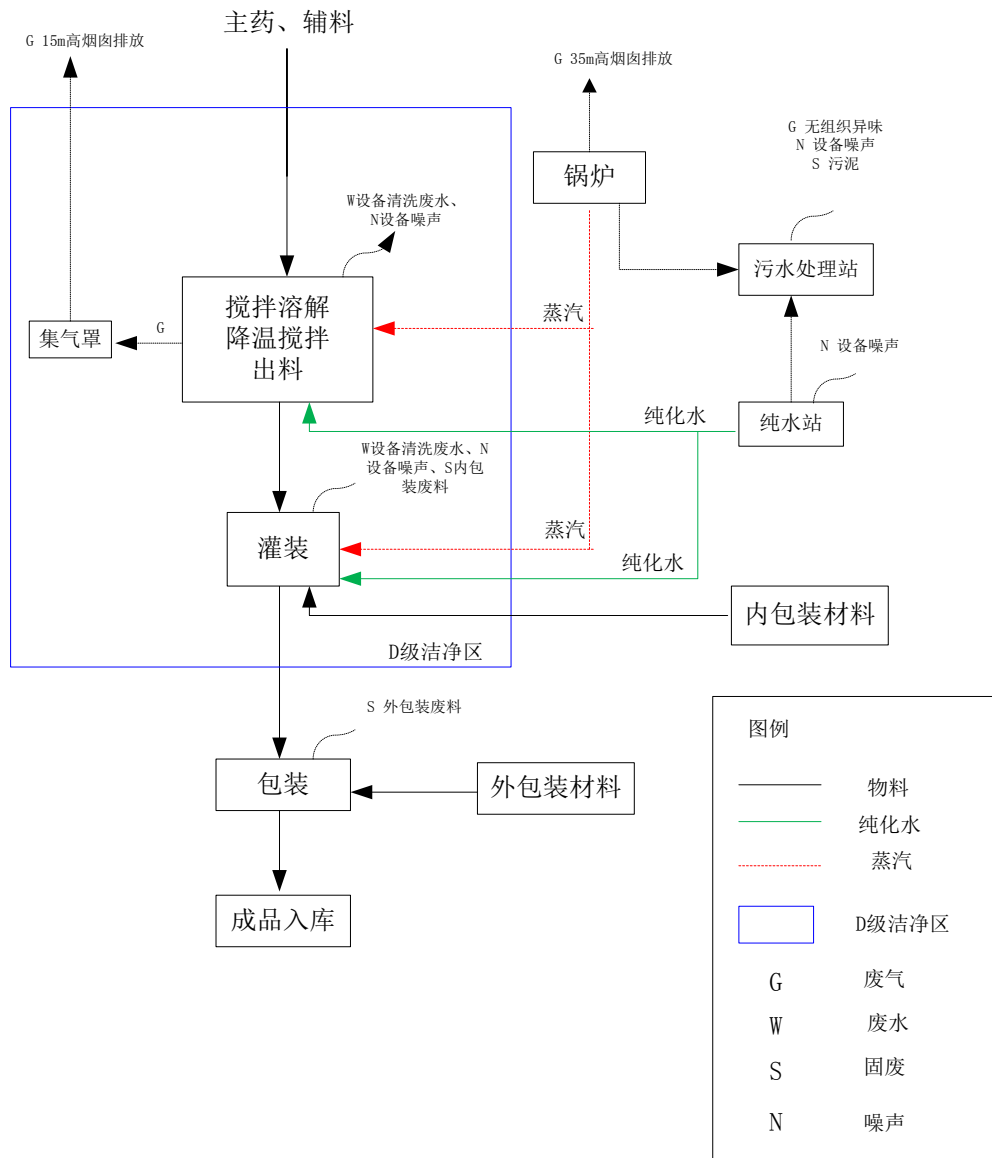 主药、辅料
G 15m高烟囱排放
G 35m高烟囱排放
G 无组织异味
N 设备噪声
S 污泥
锅炉
W设备清洗废水、
N设备噪声
污水处理站
搅拌溶解
降温搅拌
出料
蒸汽
G
集气罩
N 设备噪声
纯化水
纯水站
W设备清洗废水、N
设备噪声、S内包
装废料
灌装
蒸汽
纯化水
内包装材料
D级洁净区
S 外包装废料
包装
外包装材料
成品入库
图例
物料
纯化水
蒸汽
D级洁净区
G 废气
W 废水
S 固废
N 噪声